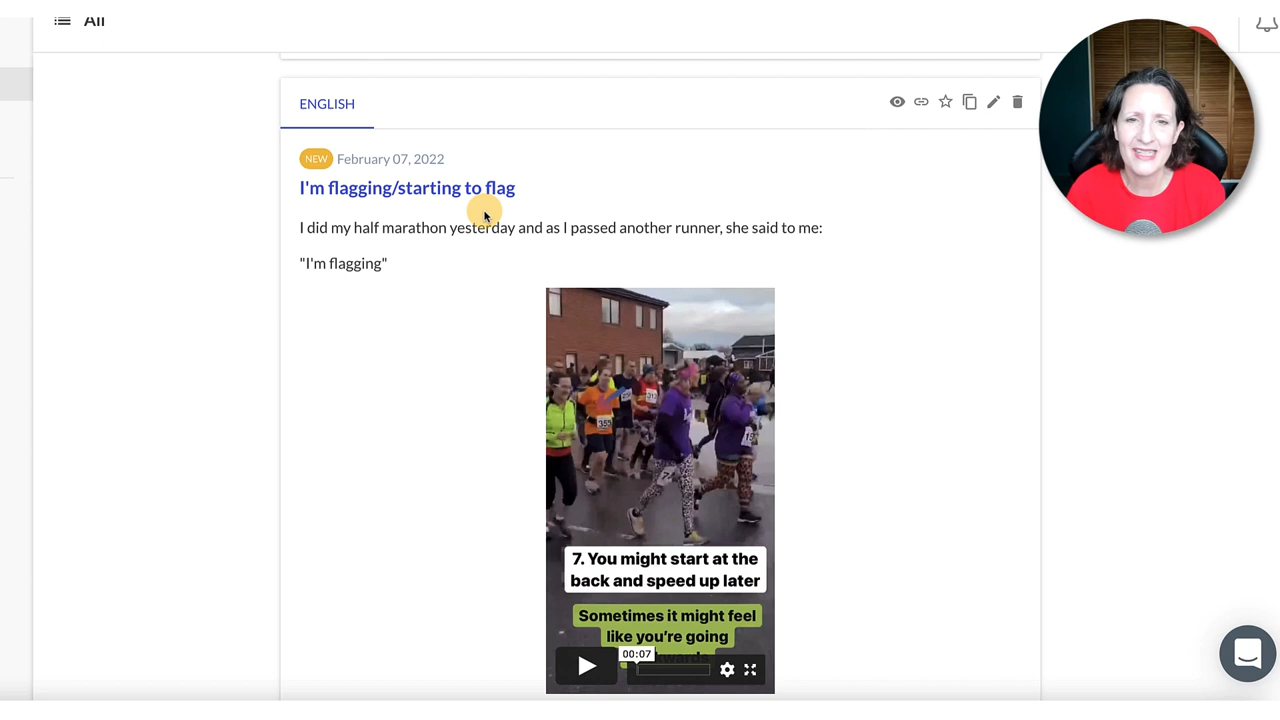 All
ENGLISH
NEW February 07, 2022
I'm flagging/starting to flag
I did my half marathon yesterday and as I passed another runner, she said to me:
"I'm flagging"
7. You might start at the
back and speed up later
Sometimes it might feel
like you're going
00:07